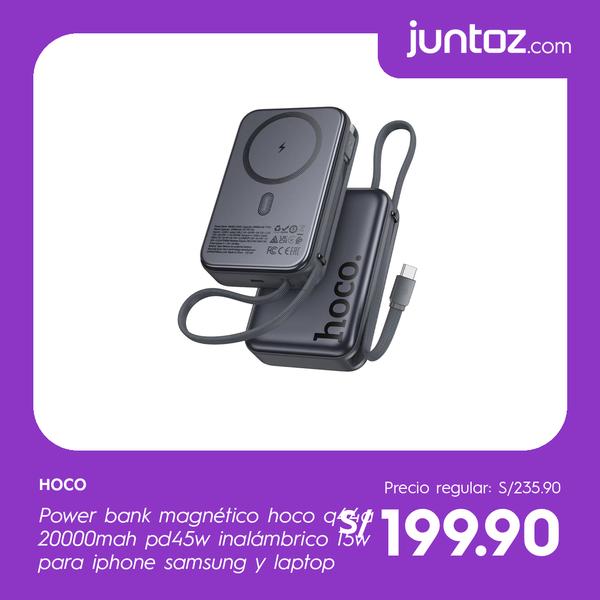 juntoz.com
hoco.
HOCO
Precio regular: S/235.90
Power bank magnético hoco
20000mah pd45w inalámbrico 15w
para iphone samsung y laptop
S/ 199.90